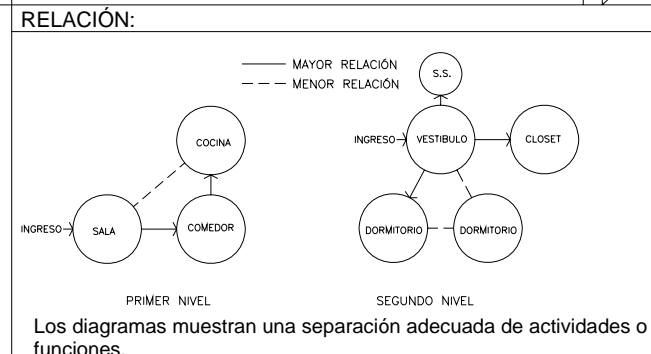 RELACIÓN:
MAYOR RELACIÓN
MENOR RELACIÓN
COCINA
INGRESO
SALA
COMEDOR
PRIMER NIVEL
S.S.
INGRESO
VESTIBULO
CLOSET
DORMITORIO
DORMITORIO
SEGUNDO NIVEL
Los diagramas muestran una separación adecuada de actividades o
funciones.